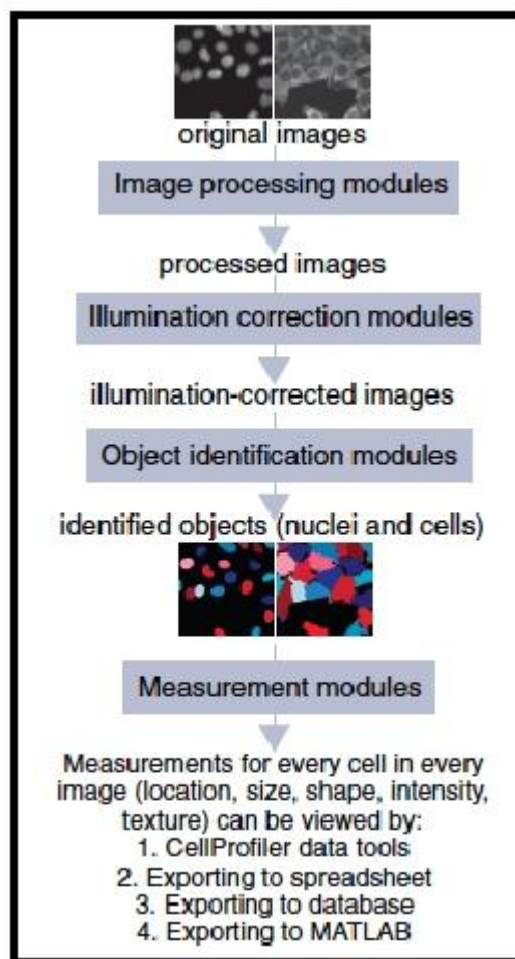 original images
Image processing modules
processed images
Illumination correction modules
illumination-corrected images
Object identification modules
identified objects (nuclei and cells)
Measurement modules
Measurements for every cell in every
image (location, size, shape, intensity,
texture) can be viewed by:
1. CellProfiler data tools
2. Exporting to spreadsheet
3. Exporting to database
4. Exporting to MATLAB